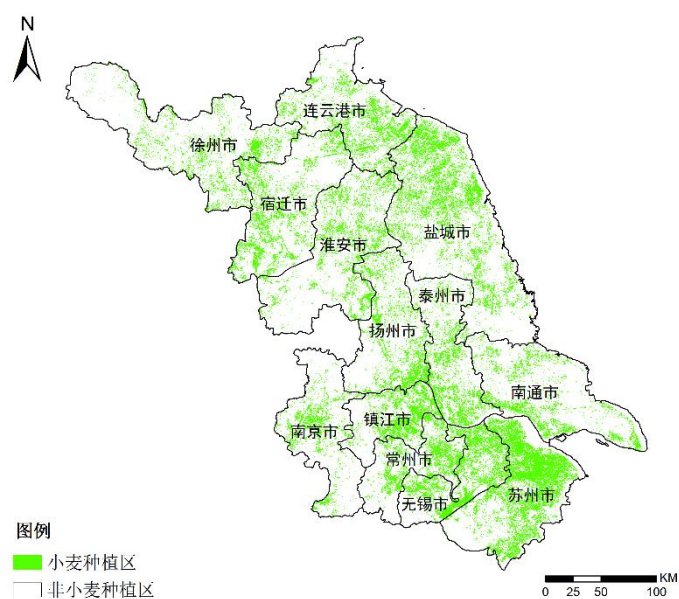 N
连云港市
徐州市
宿迁市
盐城市
淮安市
泰州市
扬州市
南通市
镇江市
南京市
常州市
苏州市
无锡市
图例
小麦种植区
非小麦种植区
KM
0 25 50 100